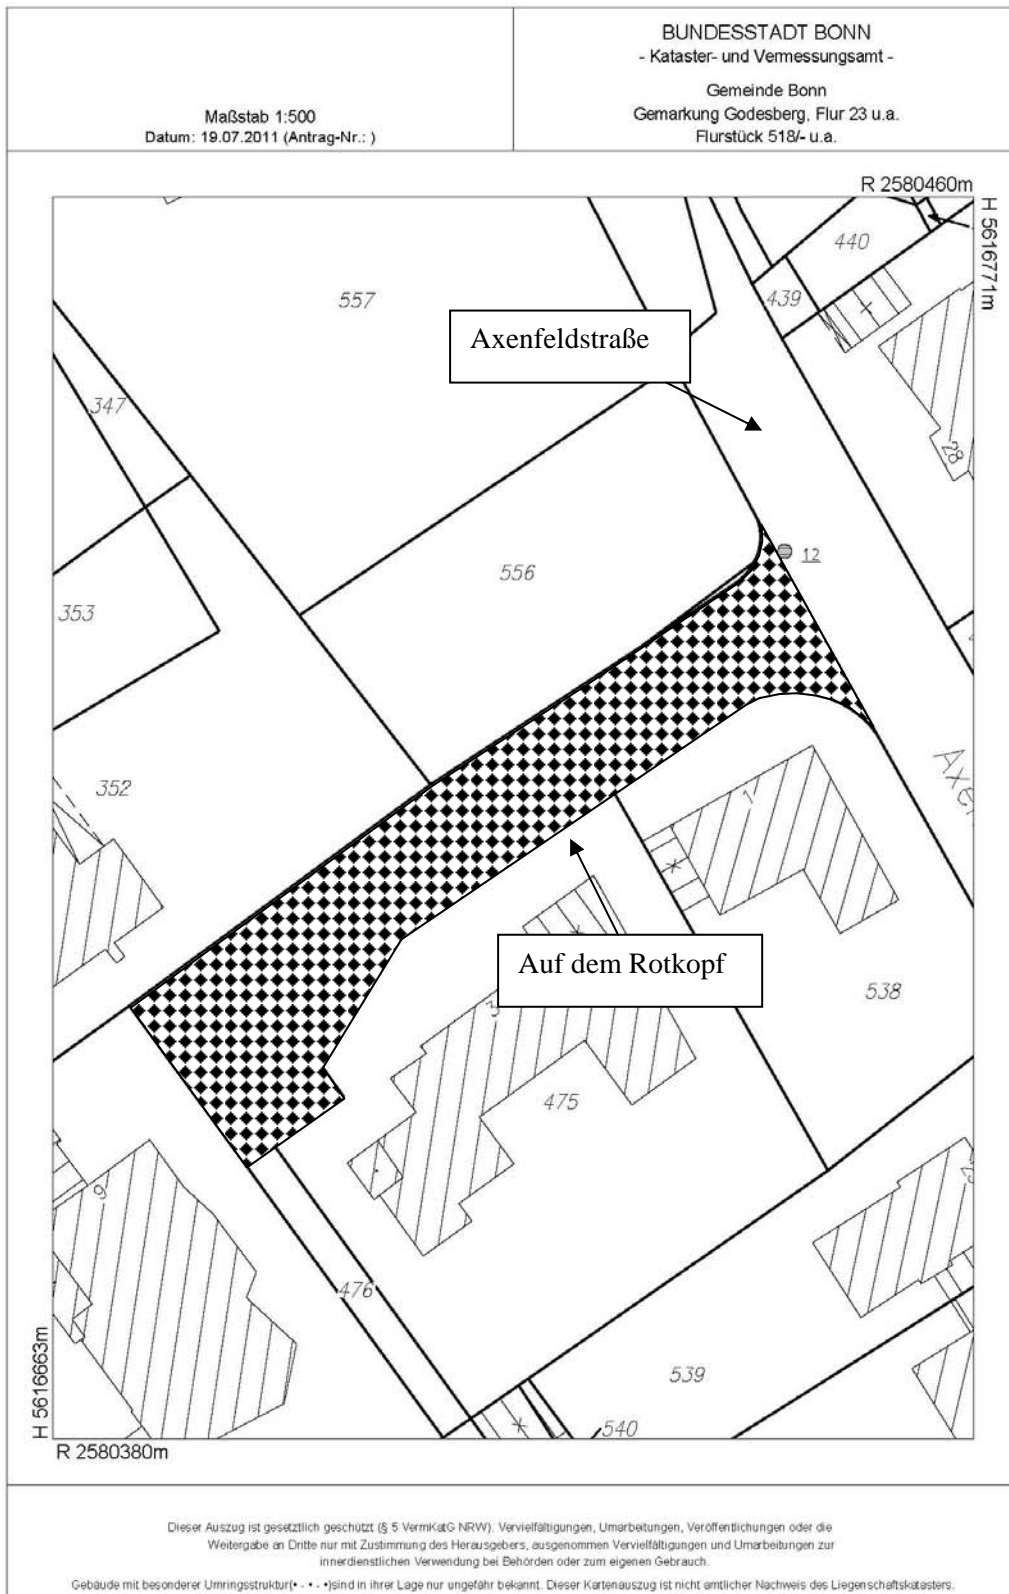 BUNDESSTADT BONN
- Kataster- und Vermessungsamt -
Gemeinde Bonn
Gemarkung Godesberg, Flur 23 u.a.
Flurstück 518/- u.a.
Maßstab 1:500
Datum: 19.07.2011 (Antrag-Nr.: )
R 2580460m
H 5616771m
440
439
557
Axenfeldstraße
347
28
12
556
353
352
Axen
1
Auf dem Rotkopf
3
538
475
9
476
539
540
H 5616663m
R 2580380m
Dieser Auszug ist gesetztlich geschützt (§ 5 VermKatG NRW). Vervielfältigungen, Umarbeitungen, Veröffentlichungen oder die
Weitergabe an Dritte nur mit Zustimmung des Herausgebers, ausgenommen Vervielfältigungen und Umarbeitungen zur
innerdienstlichen Verwendung bei Behörden oder zum eigenen Gebrauch.
Gebäude mit besonderer Umringsstruktur(• - • - •)sind in ihrer Lage nur ungefähr bekannt. Dieser Kartenauszug ist nicht amtlicher Nachweis des Liegenschaftskatasters.